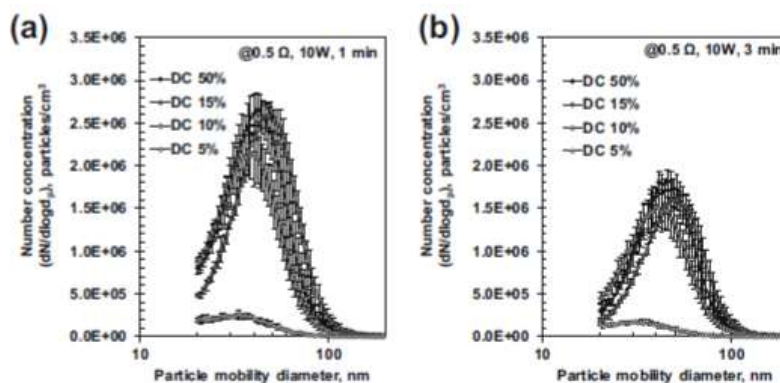 (a)
@0.5 Ω, 10W, 1 min
DC 50%
DC 15%
DC 10%
DC 5%
3.5E+06
3.0E+06
2.5E+06
2.0E+06
1.5E+06
1.0E+06
5.0E+05
0.0E+00
Number concentration
(dN/dlogdₚ), particles/cm³
10
100
Particle mobility diameter, nm
(b)
@0.5 Ω, 10W, 3 min
DC 50%
DC 15%
DC 10%
DC 5%
3.5E+06
3.0E+06
2.5E+06
2.0E+06
1.5E+06
1.0E+06
5.0E+05
0.0E+00
Number concentration
(dN/dlogdₚ), particles/cm³
10
100
Particle mobility diameter, nm